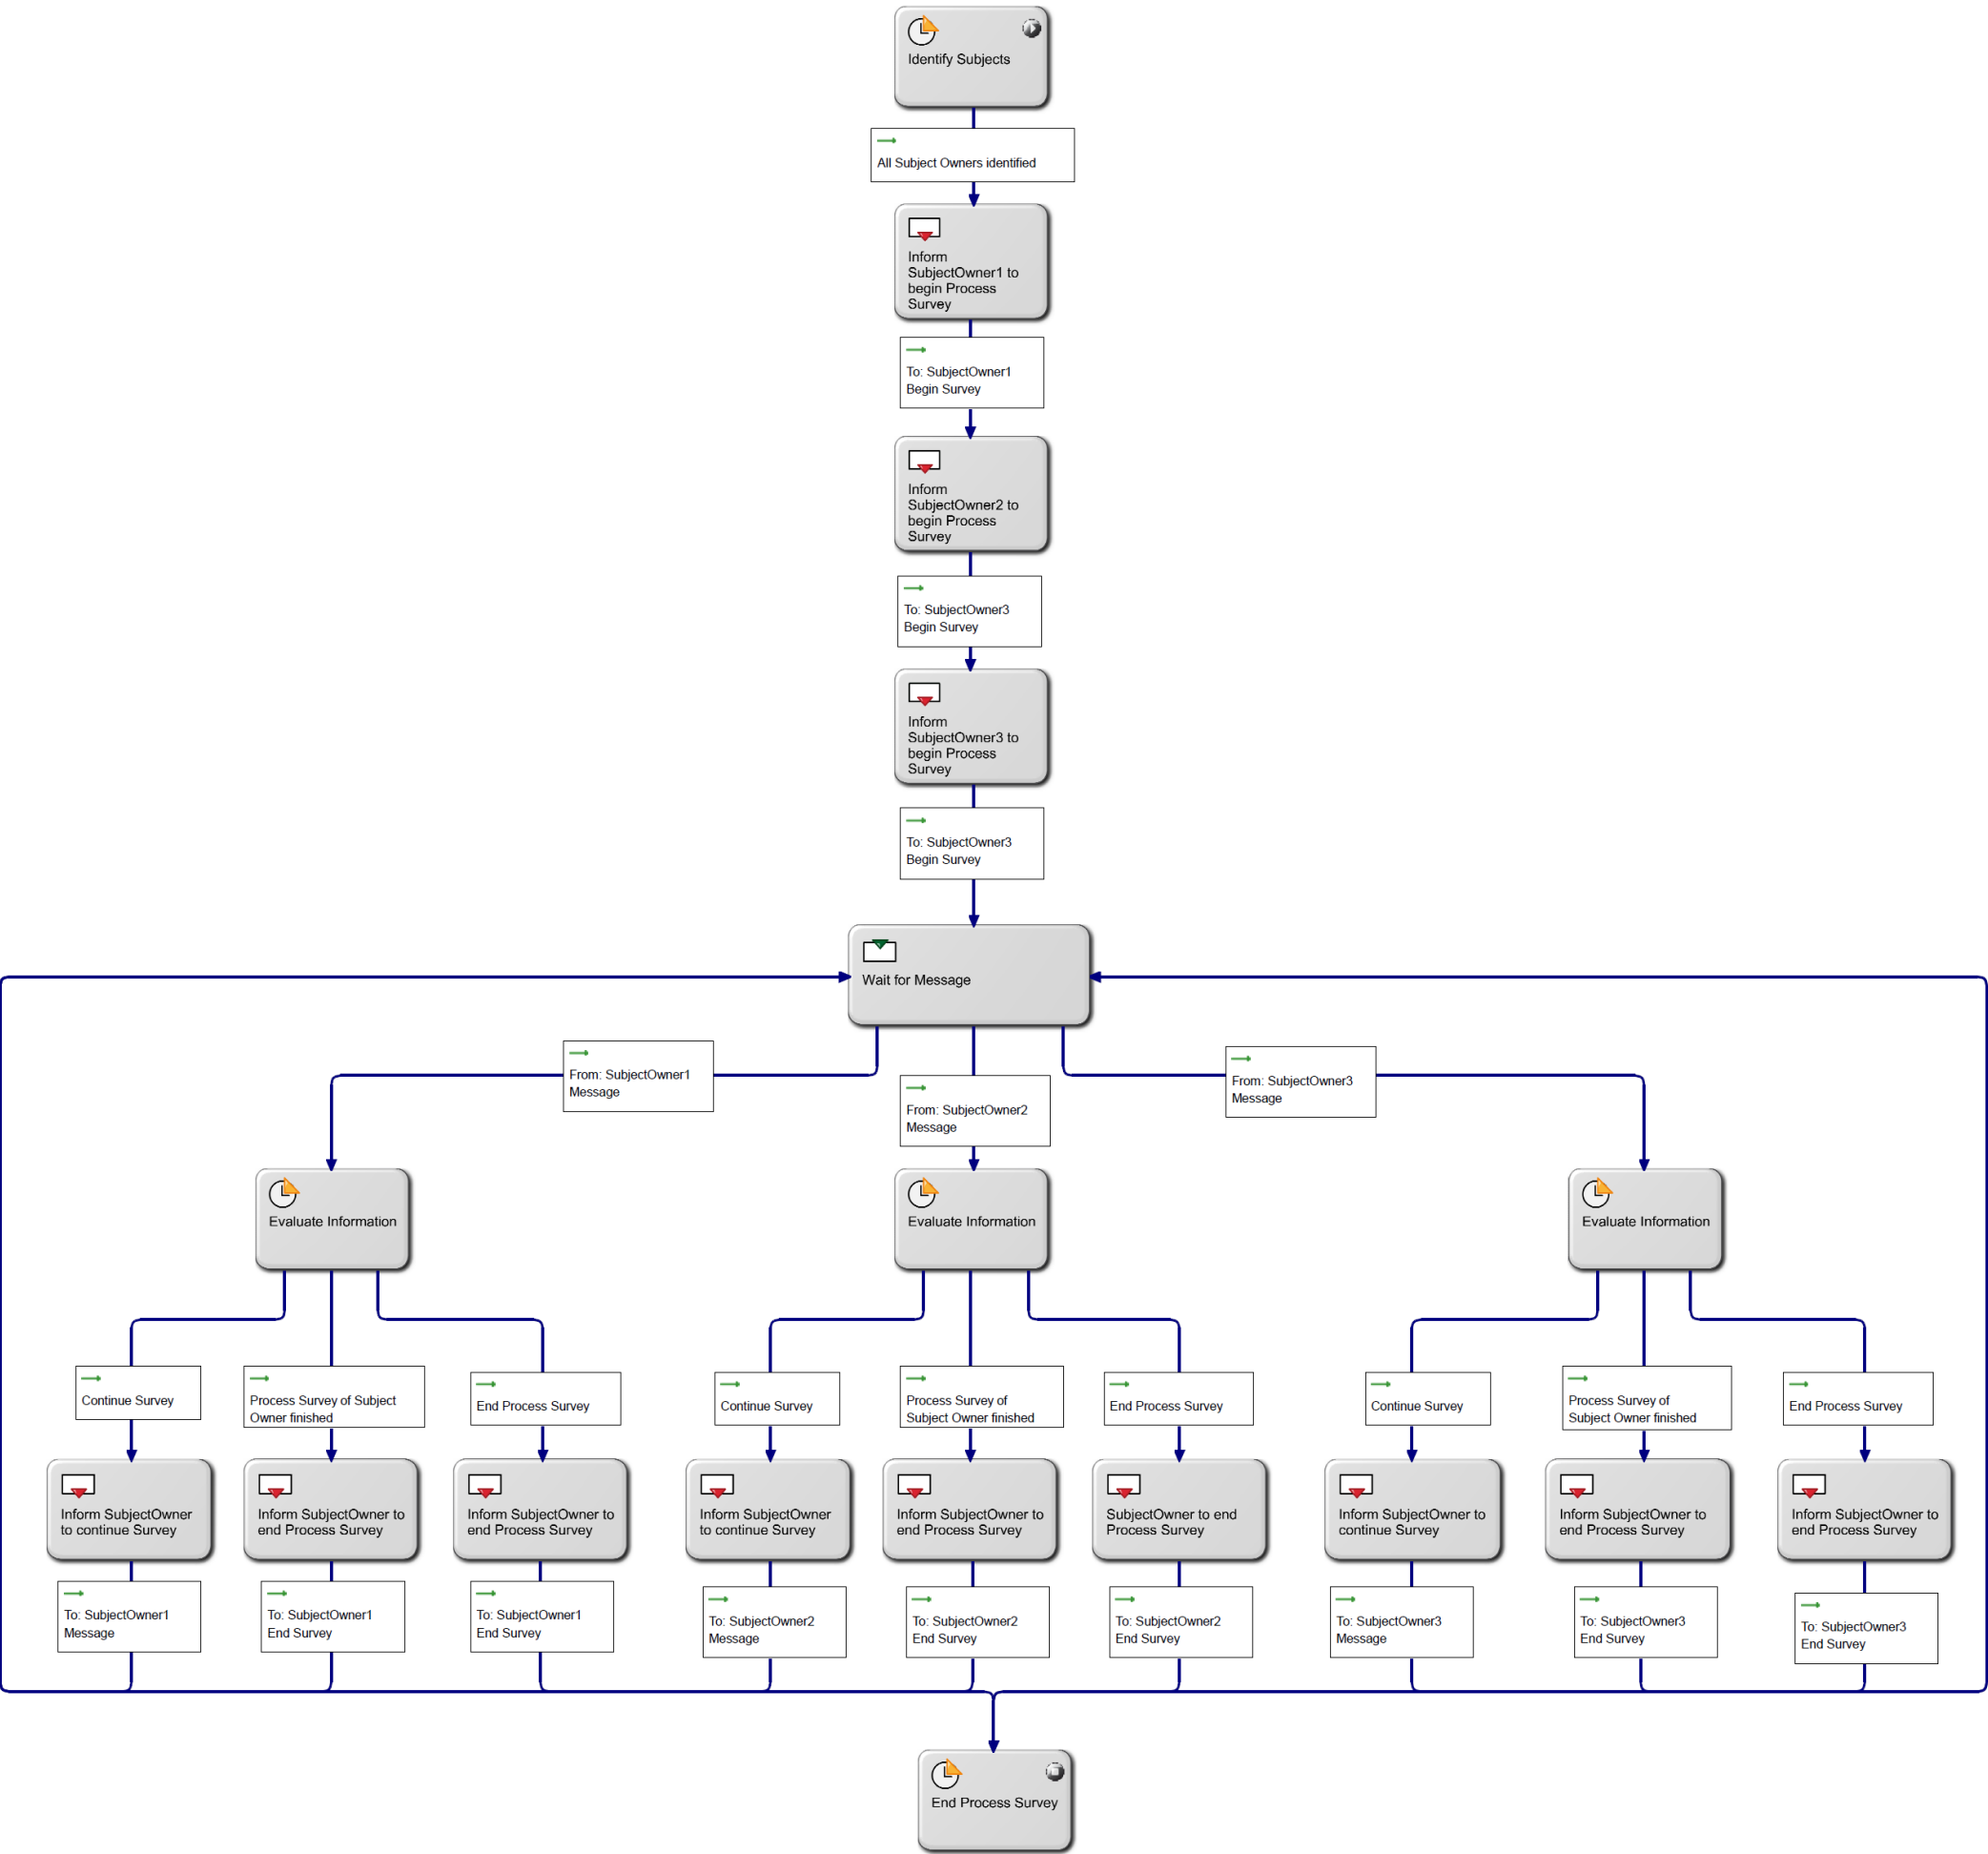 Identify Subjects
All Subject Owners identified
Inform
SubjectOwner1 to
begin Process
Survey
To: SubjectOwner1
Begin Survey
Inform
SubjectOwner2 to
begin Process
Survey
To: SubjectOwner3
Begin Survey
Inform
SubjectOwner3 to
begin Process
Survey
To: SubjectOwner3
Begin Survey
Wait for Message
From: SubjectOwner1
Message
From: SubjectOwner2
Message
From: SubjectOwner3
Message
Evaluate Information
Evaluate Information
Evaluate Information
Continue Survey
Process Survey of Subject
Owner finished
End Process Survey
Continue Survey
Process Survey of
Subject Owner finished
End Process Survey
Continue Survey
Process Survey of
Subject Owner finished
End Process Survey
Inform SubjectOwner
to continue Survey
Inform SubjectOwner to
end Process Survey
Inform SubjectOwner to
end Process Survey
Inform SubjectOwner
to continue Survey
Inform SubjectOwner to
end Process Survey
SubjectOwner to end
Process Survey
Inform SubjectOwner to
continue Survey
Inform SubjectOwner to
end Process Survey
Inform SubjectOwner to
end Process Survey
To: SubjectOwner1
Message
To: SubjectOwner1
End Survey
To: SubjectOwner1
End Survey
To: SubjectOwner2
Message
To: SubjectOwner2
End Survey
To: SubjectOwner2
End Survey
To: SubjectOwner3
Message
To: SubjectOwner3
End Survey
To: SubjectOwner3
End Survey
End Process Survey